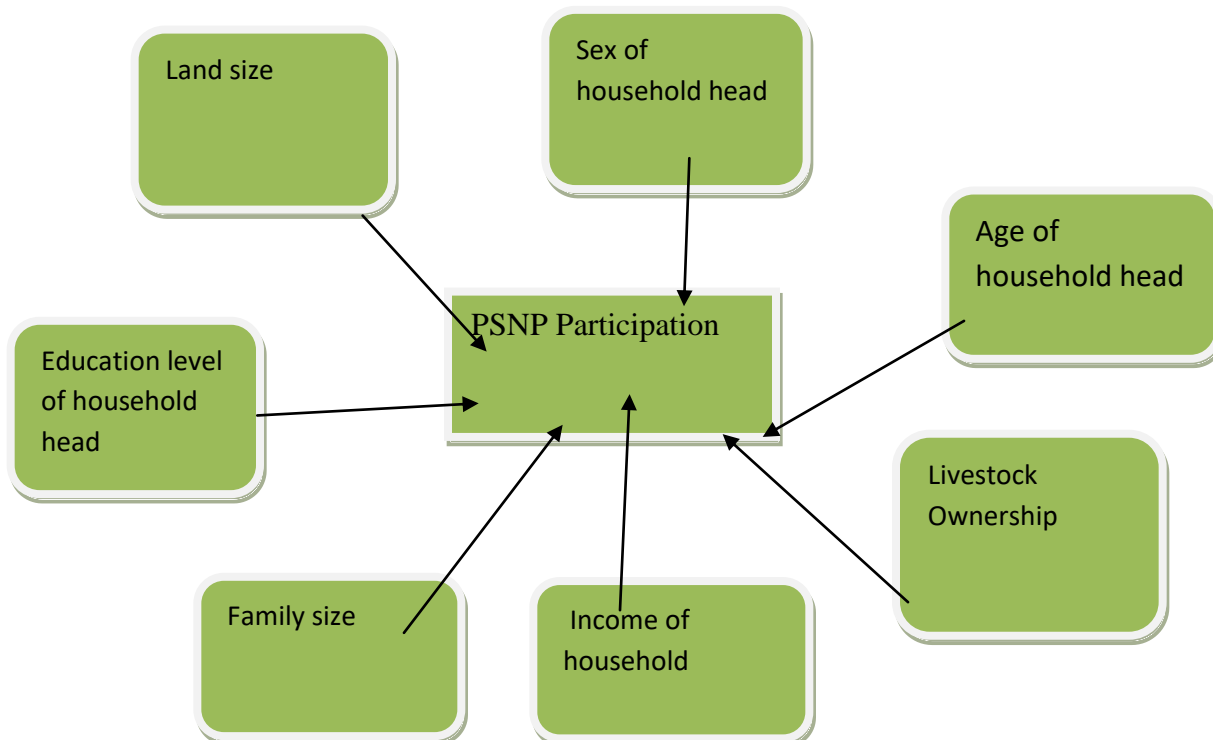 Land size
Sex of
household head
Age of
household head
PSNP Participation
Education level
of household
head
Livestock
Ownership
Family size
Income of
household